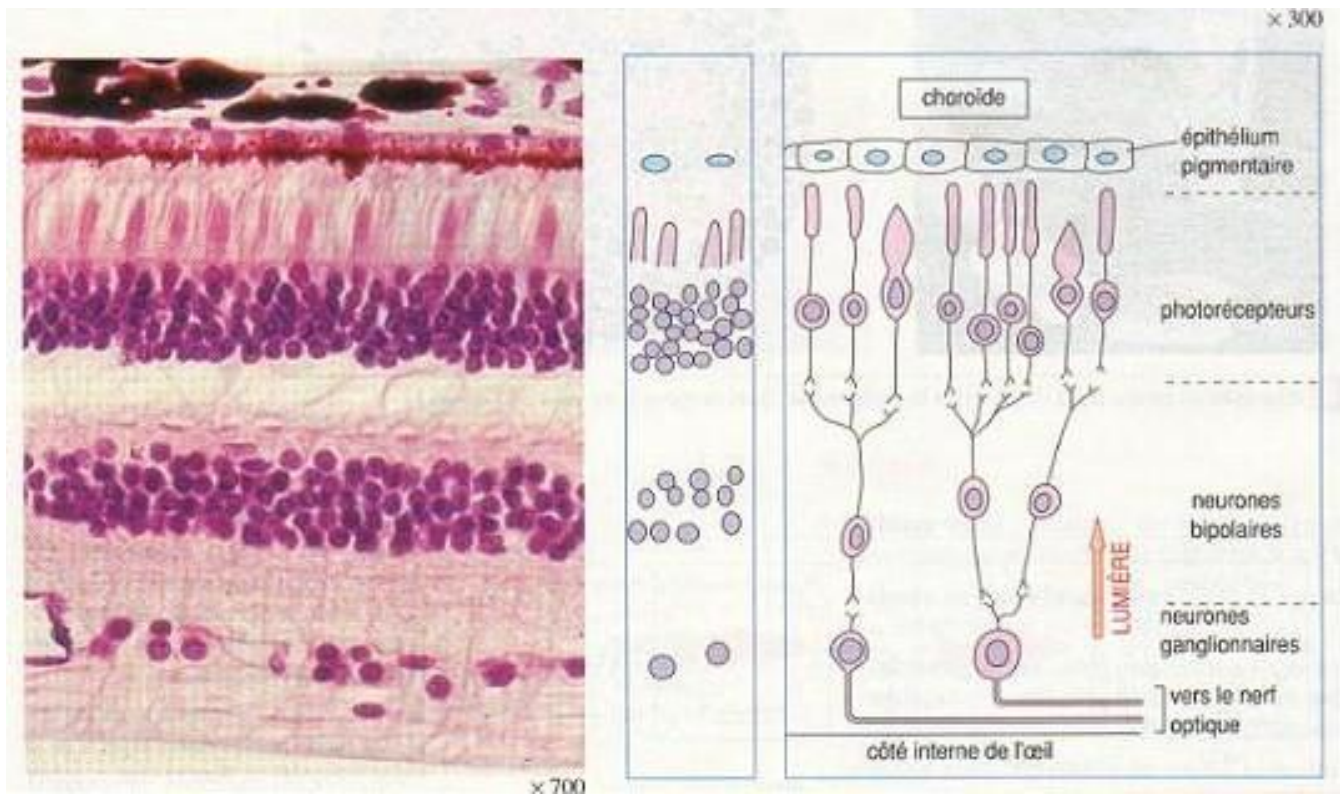 × 300
choroïde
épithélium
pigmentaire
photorécepteurs
neurones
bipolaires
LUMIÈRE
neurones
ganglionnaires
vers le nerf
optique
côté interne de l'œil
× 700